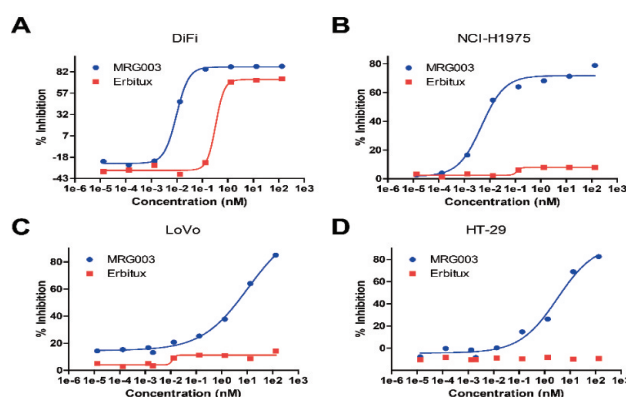 A
DiFi
% Inhibition
82
57
32
7
-18
-43
MRG003
Erbitux
1e-6 1e-5 1e-4 1e-3 1e-2 1e-1 1e0 1e1 1e2 1e3
Concentration (nM)
B
NCI-H1975
% Inhibition
80
60
40
20
0
MRG003
Erbitux
1e-6 1e-5 1e-4 1e-3 1e-2 1e-1 1e0 1e1 1e2 1e3
Concentration (nM)
C
LoVo
% Inhibition
80
60
40
20
0
MRG003
Erbitux
1e-6 1e-5 1e-4 1e-3 1e-2 1e-1 1e0 1e1 1e2 1e3
Concentration (nM)
D
HT-29
% Inhibition
80
60
40
20
0
MRG003
Erbitux
1e-6 1e-5 1e-4 1e-3 1e-2 1e-1 1e0 1e1 1e2 1e3
Concentration (nM)